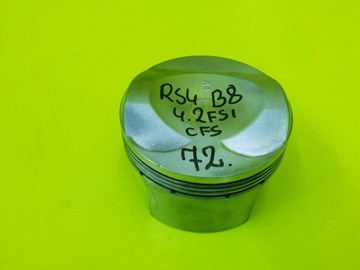 RS4 B8
4.2FSI
CFS
72.